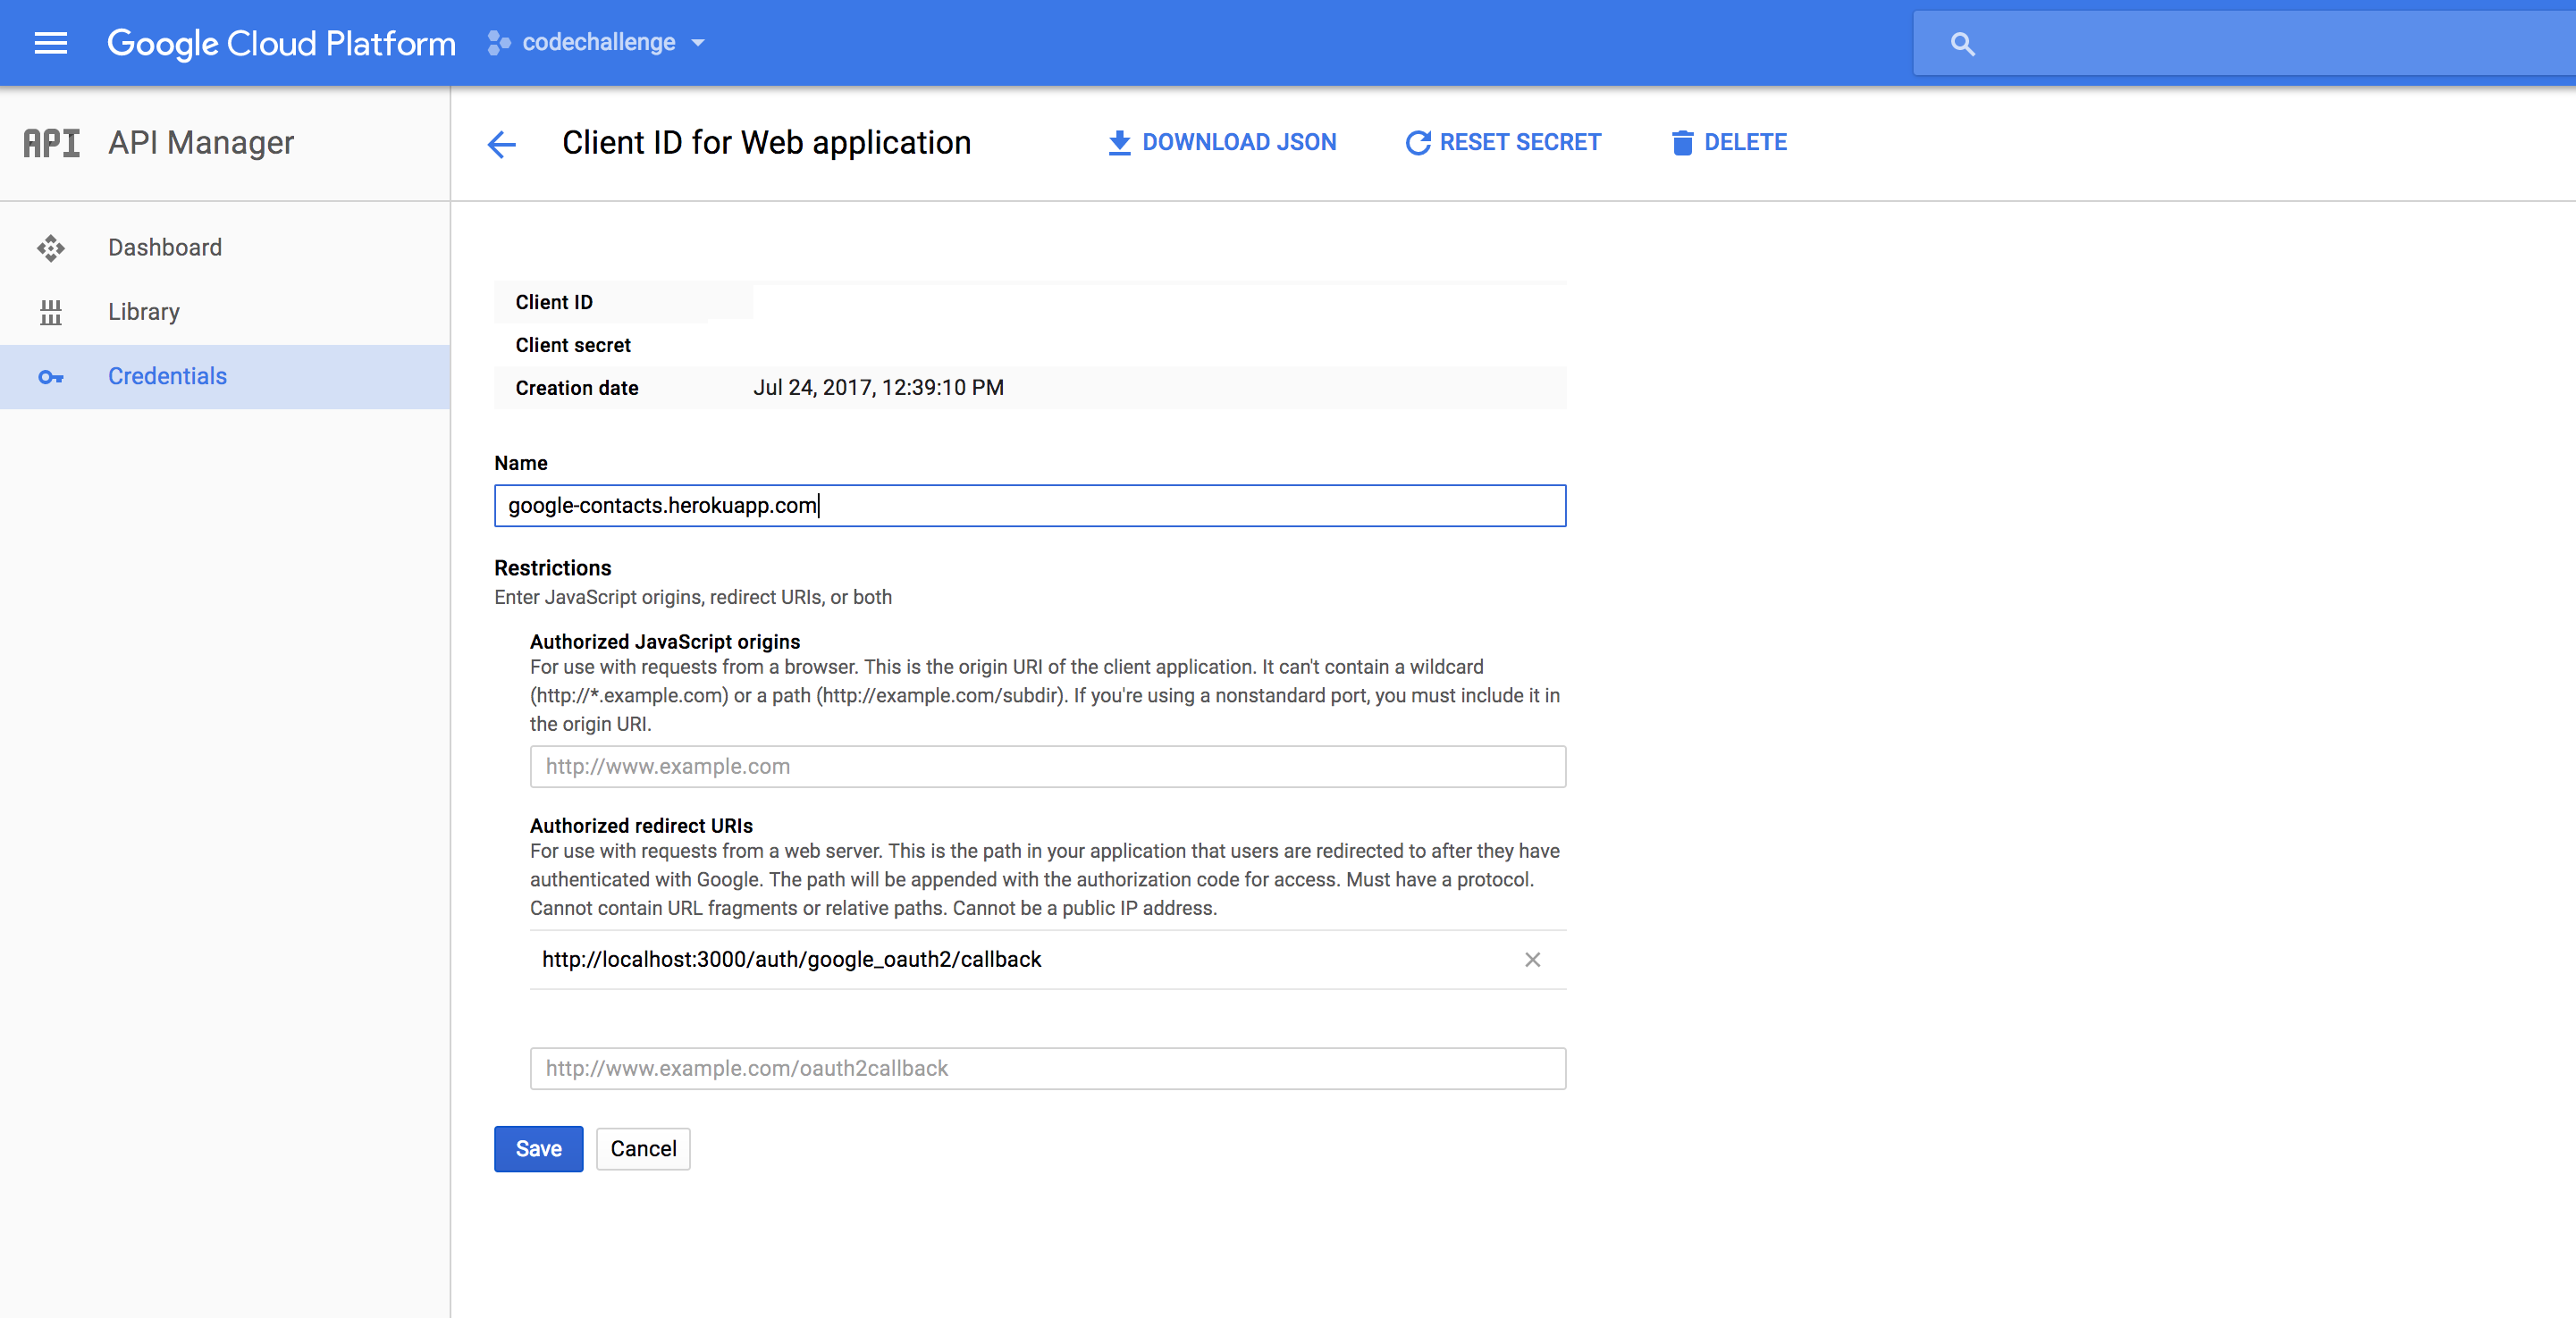 Google Cloud Platform
codechallenge
API
API Manager
Client ID for Web application
DOWNLOAD JSON
RESET SECRET
DELETE
Dashboard
Library
Credentials
Client ID
Client secret
Creation date Jul 24, 2017, 12:39:10 PM
Name
google-contacts.herokuapp.com
Restrictions
Enter JavaScript origins, redirect URIs, or both
Authorized JavaScript origins
For use with requests from a browser. This is the origin URI of the client application. It can't contain a wildcard
(http://*.example.com) or a path (http://example.com/subdir). If you're using a nonstandard port, you must include it in
the origin URI.
http://www.example.com
Authorized redirect URIs
For use with requests from a web server. This is the path in your application that users are redirected to after they have
authenticated with Google. The path will be appended with the authorization code for access. Must have a protocol.
Cannot contain URL fragments or relative paths. Cannot be a public IP address.
http://localhost:3000/auth/google_oauth2/callback
http://www.example.com/oauth2callback
Save
Cancel